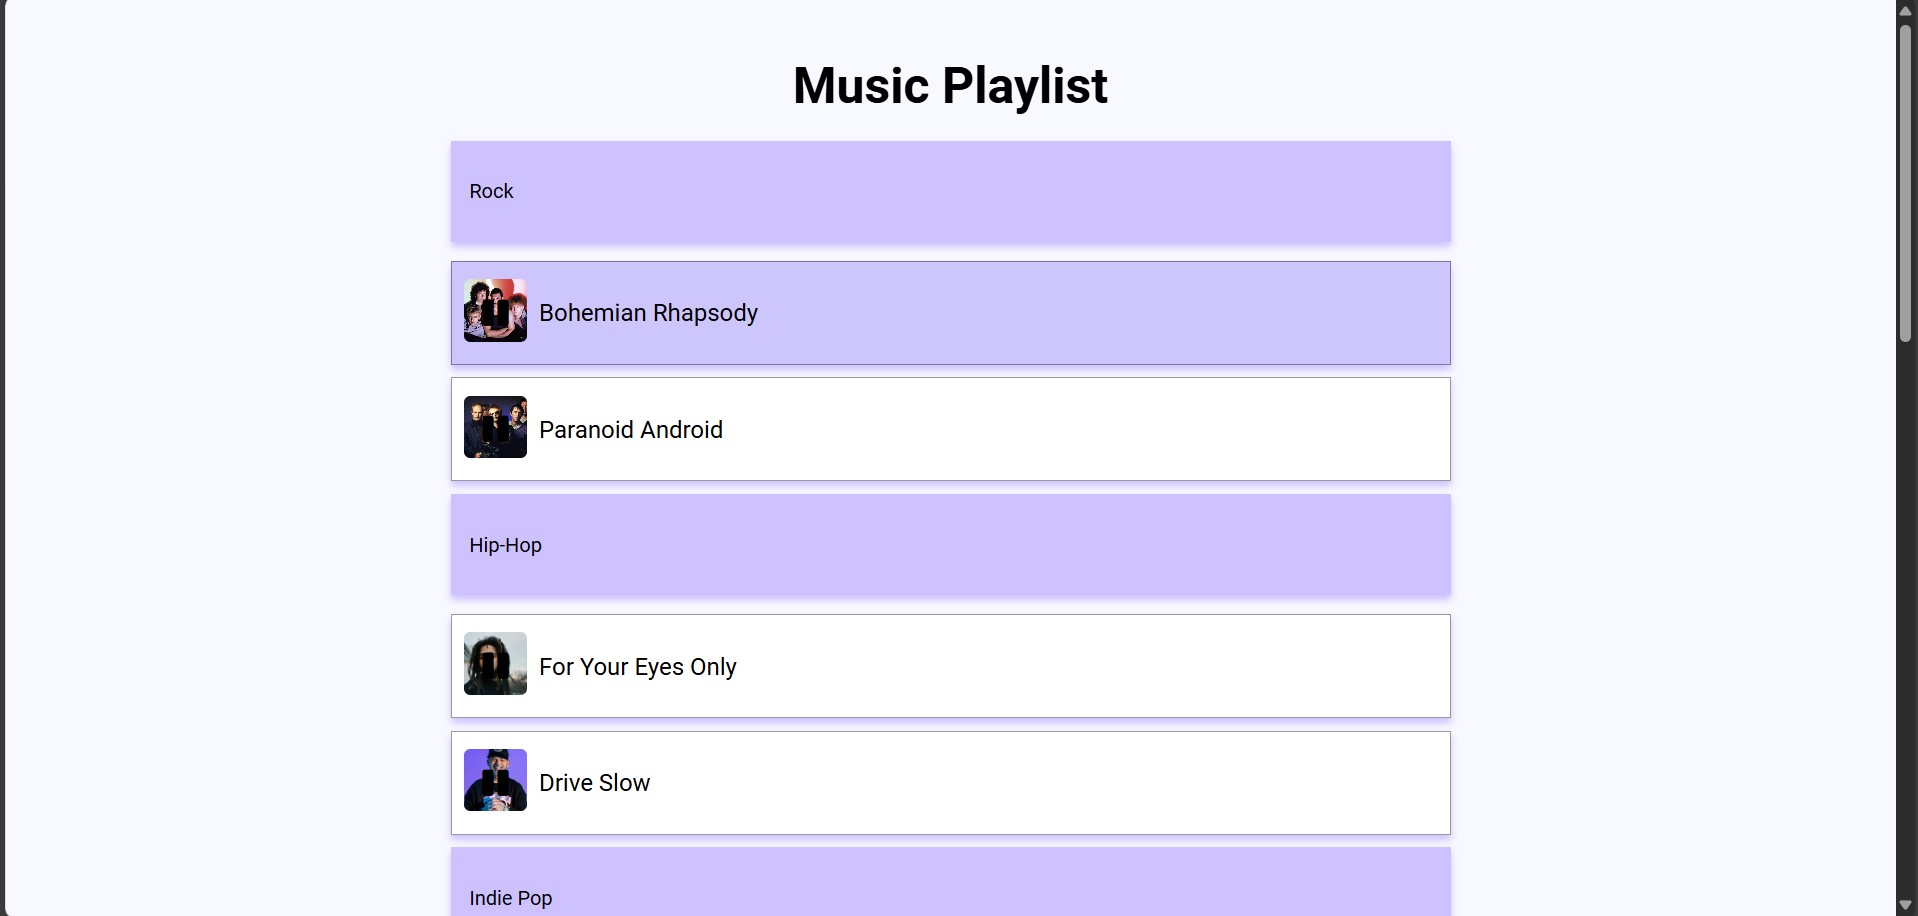 Music Playlist
Rock
Bohemian Rhapsody
Paranoid Android
Hip-Hop
For Your Eyes Only
Drive Slow
Indie Pop